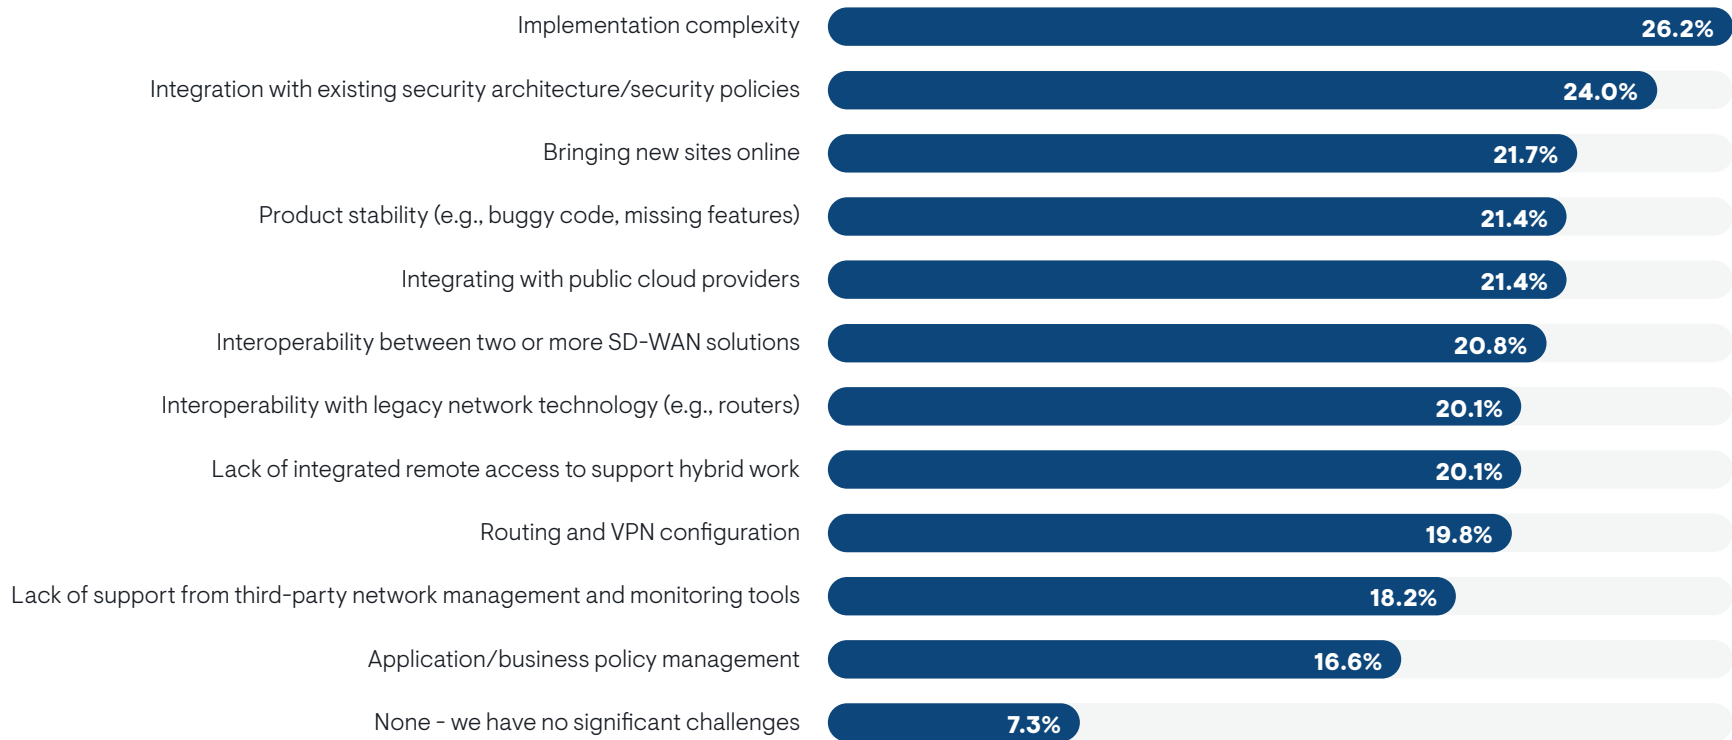 Implementation complexity 26.2%
Integration with existing security architecture/security policies 24.0%
Bringing new sites online 21.7%
Product stability (e.g., buggy code, missing features) 21.4%
Integrating with public cloud providers 21.4%
Interoperability between two or more SD-WAN solutions 20.8%
Interoperability with legacy network technology (e.g., routers) 20.1%
Lack of integrated remote access to support hybrid work 20.1%
Routing and VPN configuration 19.8%
Lack of support from third-party network management and monitoring tools 18.2%
Application/business policy management 16.6%
None - we have no significant challenges 7.3%